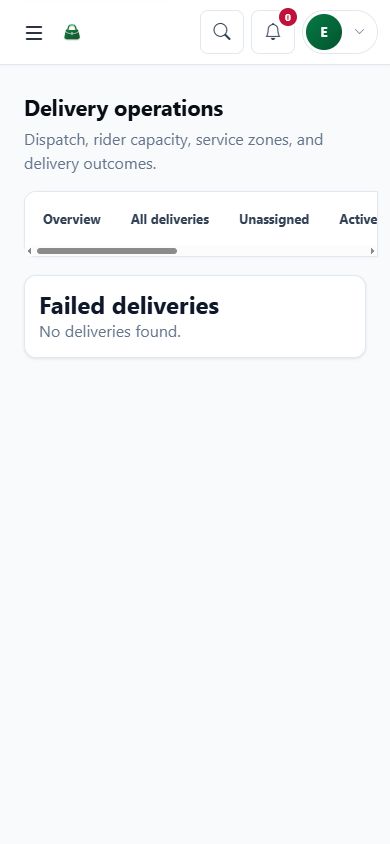 0
E
Delivery operations
Dispatch, rider capacity, service zones, and
delivery outcomes.
Overview All deliveries Unassigned Active
Failed deliveries
No deliveries found.